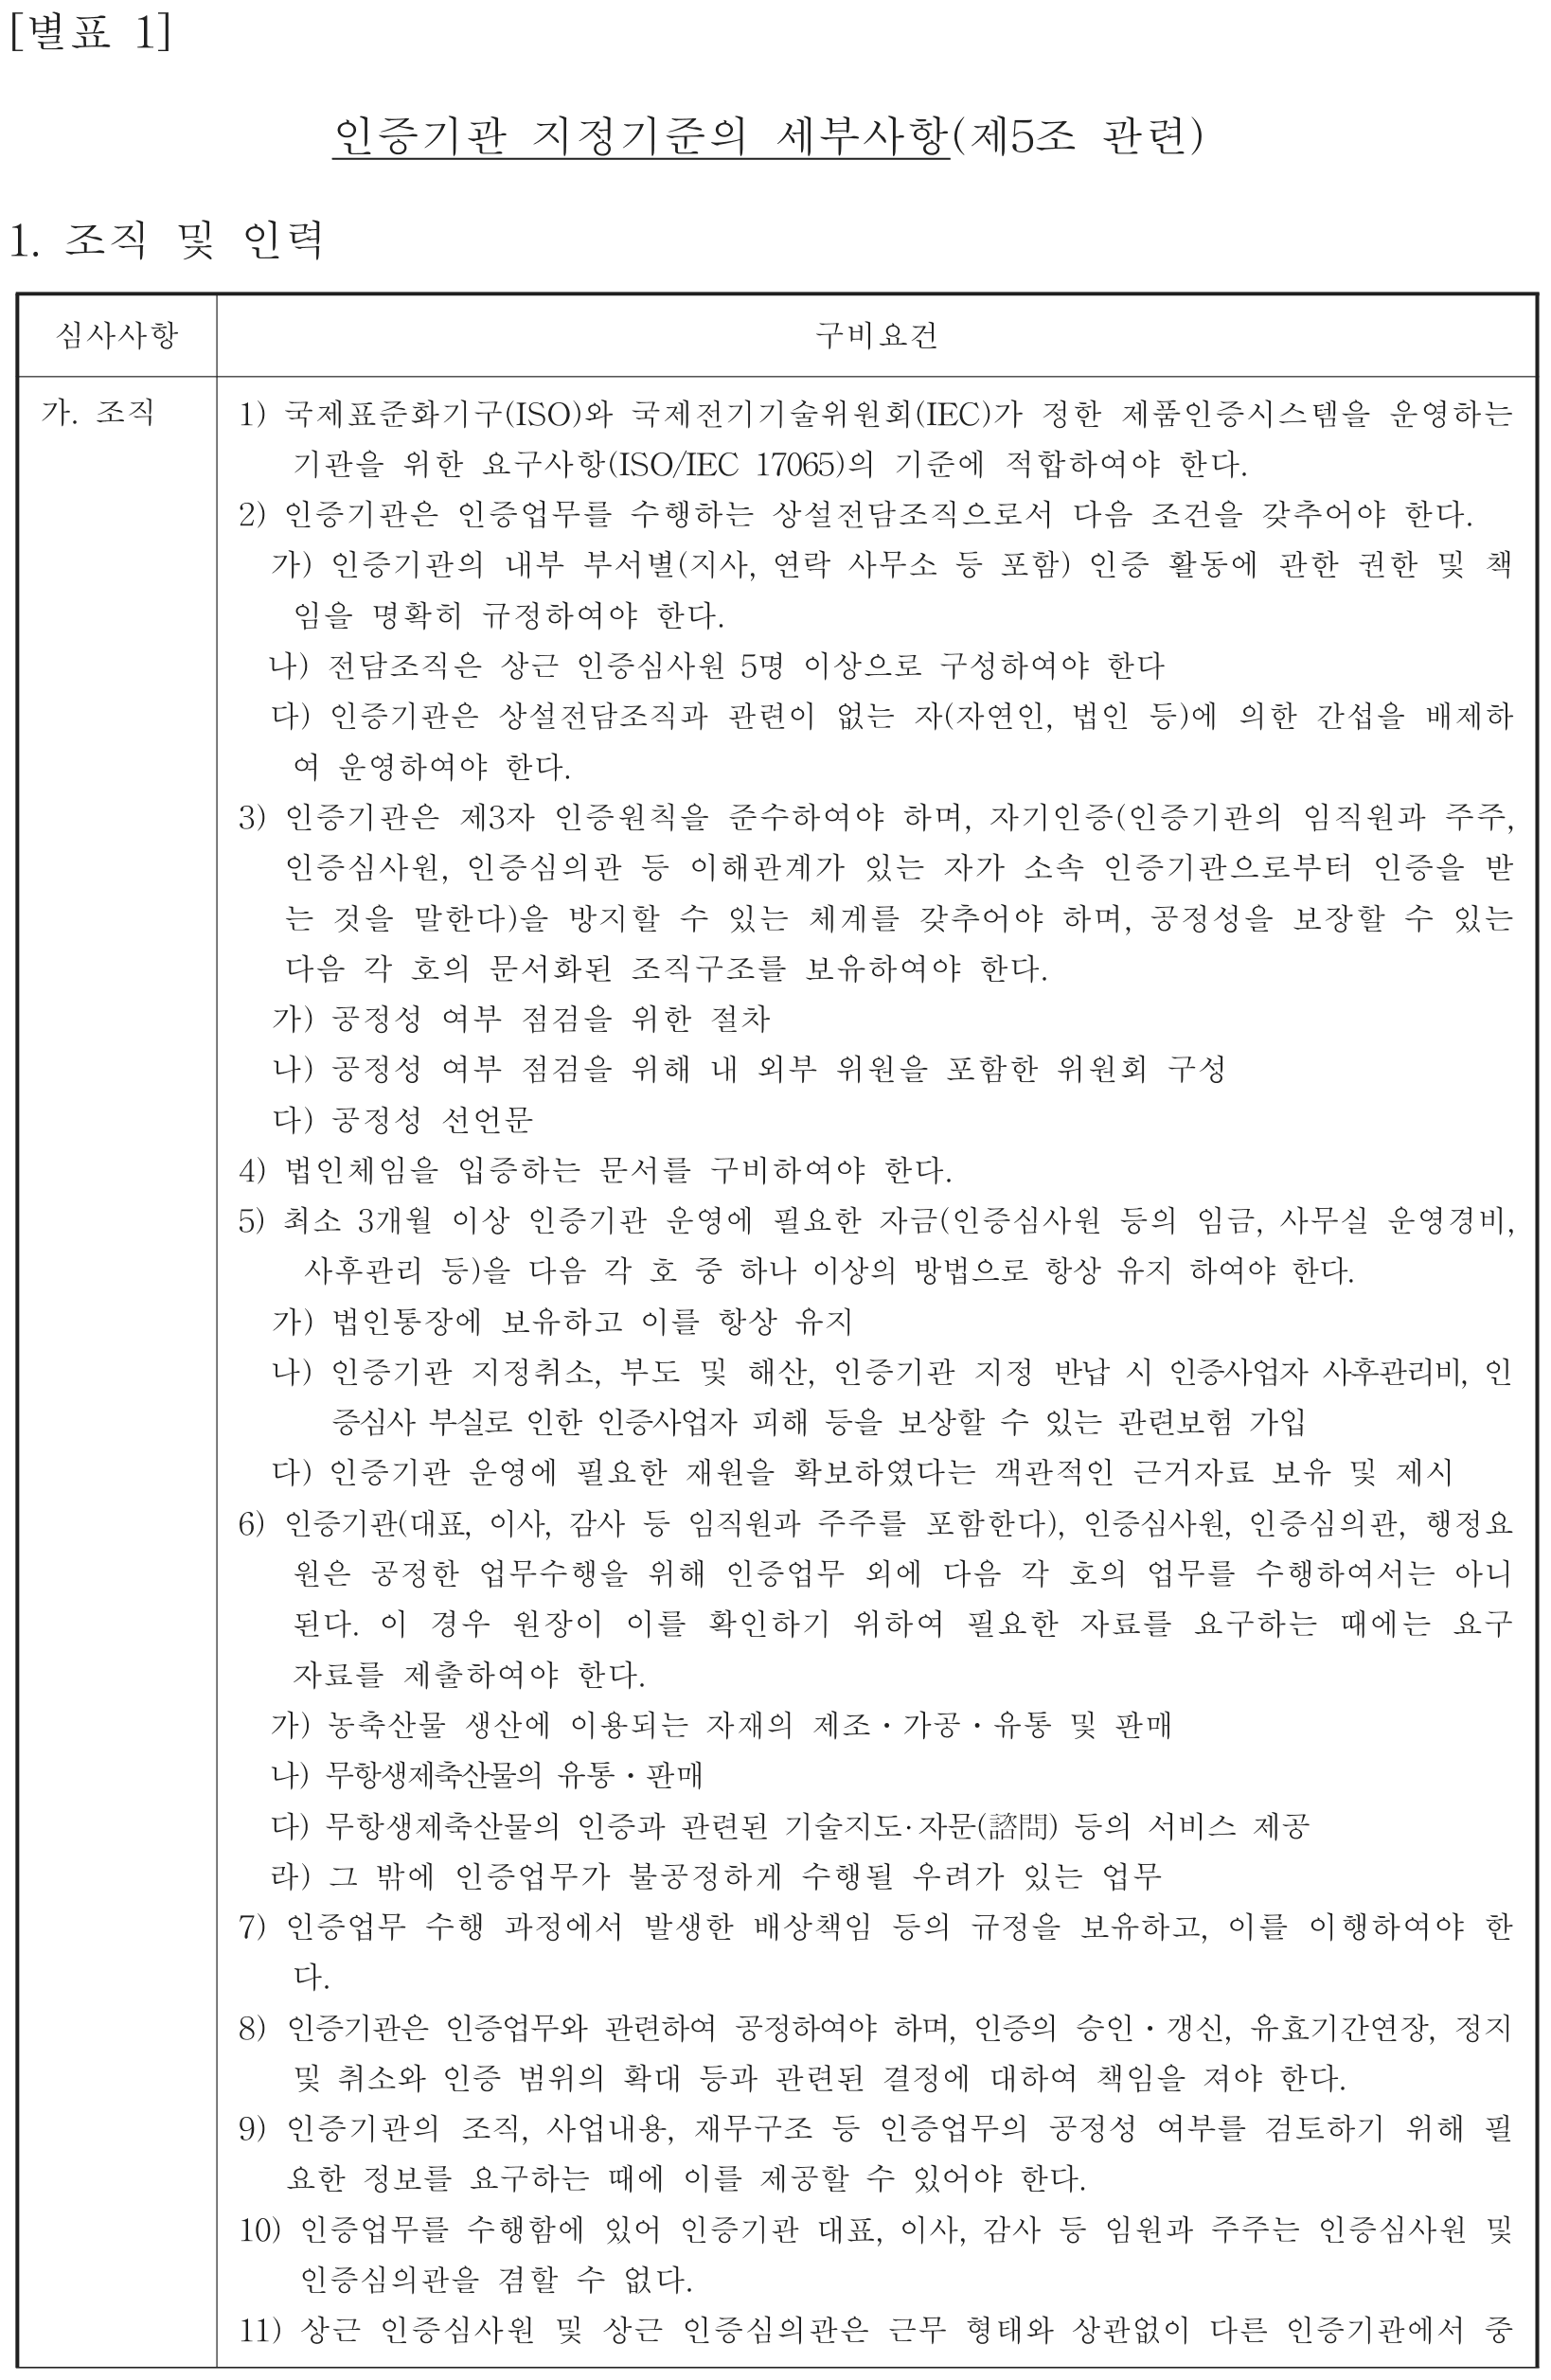 [별표 1]
인증기관 지정기준의 세부사항(제5조 관련)
1. 조직 및 인력
심사사항 구비요건
가. 조직 1) 국제표준화기구(ISO)와 국제전기기술위원회(IEC)가 정한 제품인증시스템을 운영하는
기관을 위한 요구사항(ISO/IEC 17065)의 기준에 적합하여야 한다.
2) 인증기관은 인증업무를 수행하는 상설전담조직으로서 다음 조건을 갖추어야 한다.
가) 인증기관의 내부 부서별(지사, 연락 사무소 등 포함) 인증 활동에 관한 권한 및 책
임을 명확히 규정하여야 한다.
나) 전담조직은 상근 인증심사원 5명 이상으로 구성하여야 한다
다) 인증기관은 상설전담조직과 관련이 없는 자(자연인, 법인 등)에 의한 간섭을 배제하
여 운영하여야 한다.
3) 인증기관은 제3자 인증원칙을 준수하여야 하며, 자기인증(인증기관의 임직원과 주주,
인증심사원, 인증심의관 등 이해관계가 있는 자가 소속 인증기관으로부터 인증을 받
는 것을 말한다)을 방지할 수 있는 체계를 갖추어야 하며, 공정성을 보장할 수 있는
다음 각 호의 문서화된 조직구조를 보유하여야 한다.
가) 공정성 여부 점검을 위한 절차
나) 공정성 여부 점검을 위해 내 외부 위원을 포함한 위원회 구성
다) 공정성 선언문
4) 법인체임을 입증하는 문서를 구비하여야 한다.
5) 최소 3개월 이상 인증기관 운영에 필요한 자금(인증심사원 등의 임금, 사무실 운영경비,
사후관리 등)을 다음 각 호 중 하나 이상의 방법으로 항상 유지 하여야 한다.
가) 법인통장에 보유하고 이를 항상 유지
나) 인증기관 지정취소, 부도 및 해산, 인증기관 지정 반납 시 인증사업자 사후관리비, 인
증심사 부실로 인한 인증사업자 피해 등을 보상할 수 있는 관련보험 가입
다) 인증기관 운영에 필요한 재원을 확보하였다는 객관적인 근거자료 보유 및 제시
6) 인증기관(대표, 이사, 감사 등 임직원과 주주를 포함한다), 인증심사원, 인증심의관, 행정요
원은 공정한 업무수행을 위해 인증업무 외에 다음 각 호의 업무를 수행하여서는 아니
된다. 이 경우 원장이 이를 확인하기 위하여 필요한 자료를 요구하는 때에는 요구
자료를 제출하여야 한다.
가) 농축산물 생산에 이용되는 자재의 제조・가공・유통 및 판매
나) 무항생제축산물의 유통・판매
다) 무항생제축산물의 인증과 관련된 기술지도·자문(諮問) 등의 서비스 제공
라) 그 밖에 인증업무가 불공정하게 수행될 우려가 있는 업무
7) 인증업무 수행 과정에서 발생한 배상책임 등의 규정을 보유하고, 이를 이행하여야 한
다.
8) 인증기관은 인증업무와 관련하여 공정하여야 하며, 인증의 승인・갱신, 유효기간연장, 정지
및 취소와 인증 범위의 확대 등과 관련된 결정에 대하여 책임을 져야 한다.
9) 인증기관의 조직, 사업내용, 재무구조 등 인증업무의 공정성 여부를 검토하기 위해 필
요한 정보를 요구하는 때에 이를 제공할 수 있어야 한다.
10) 인증업무를 수행함에 있어 인증기관 대표, 이사, 감사 등 임원과 주주는 인증심사원 및
인증심의관을 겸할 수 없다.
11) 상근 인증심사원 및 상근 인증심의관은 근무 형태와 상관없이 다른 인증기관에서 중